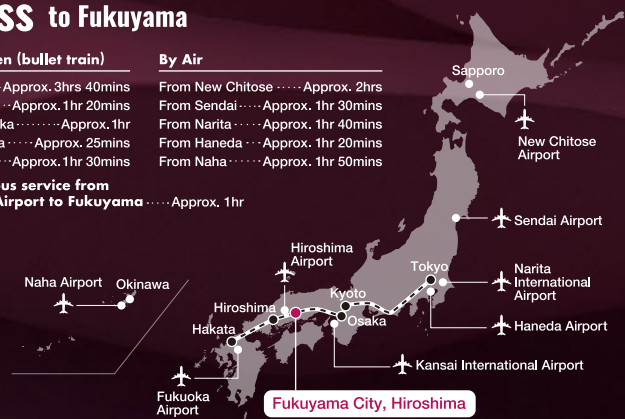 to Fukuyama
(bullet train)
Approx. 3hrs 40mins
Approx. 1hr 20mins
Approx. 1hr
Approx. 25mins
Approx. 1hr 30mins
By Air
From New Chitose ····· Approx. 2hrs
From Sendai ····· Approx. 1hr 30mins
From Narita ····· Approx. 1hr 40mins
From Haneda ···· Approx. 1hr 20mins
From Naha ····· Approx. 1hr 50mins
service from
Airport to Fukuyama ····· Approx. 1hr
Sapporo
New Chitose
Airport
Sendai Airport
Hiroshima
Airport
Tokyo
Narita
International
Airport
Naha Airport
Okinawa
Kyoto
Hiroshima
Osaka
Haneda Airport
Hakata
Kansai International Airport
Fukuoka
Airport
Fukuyama City, Hiroshima